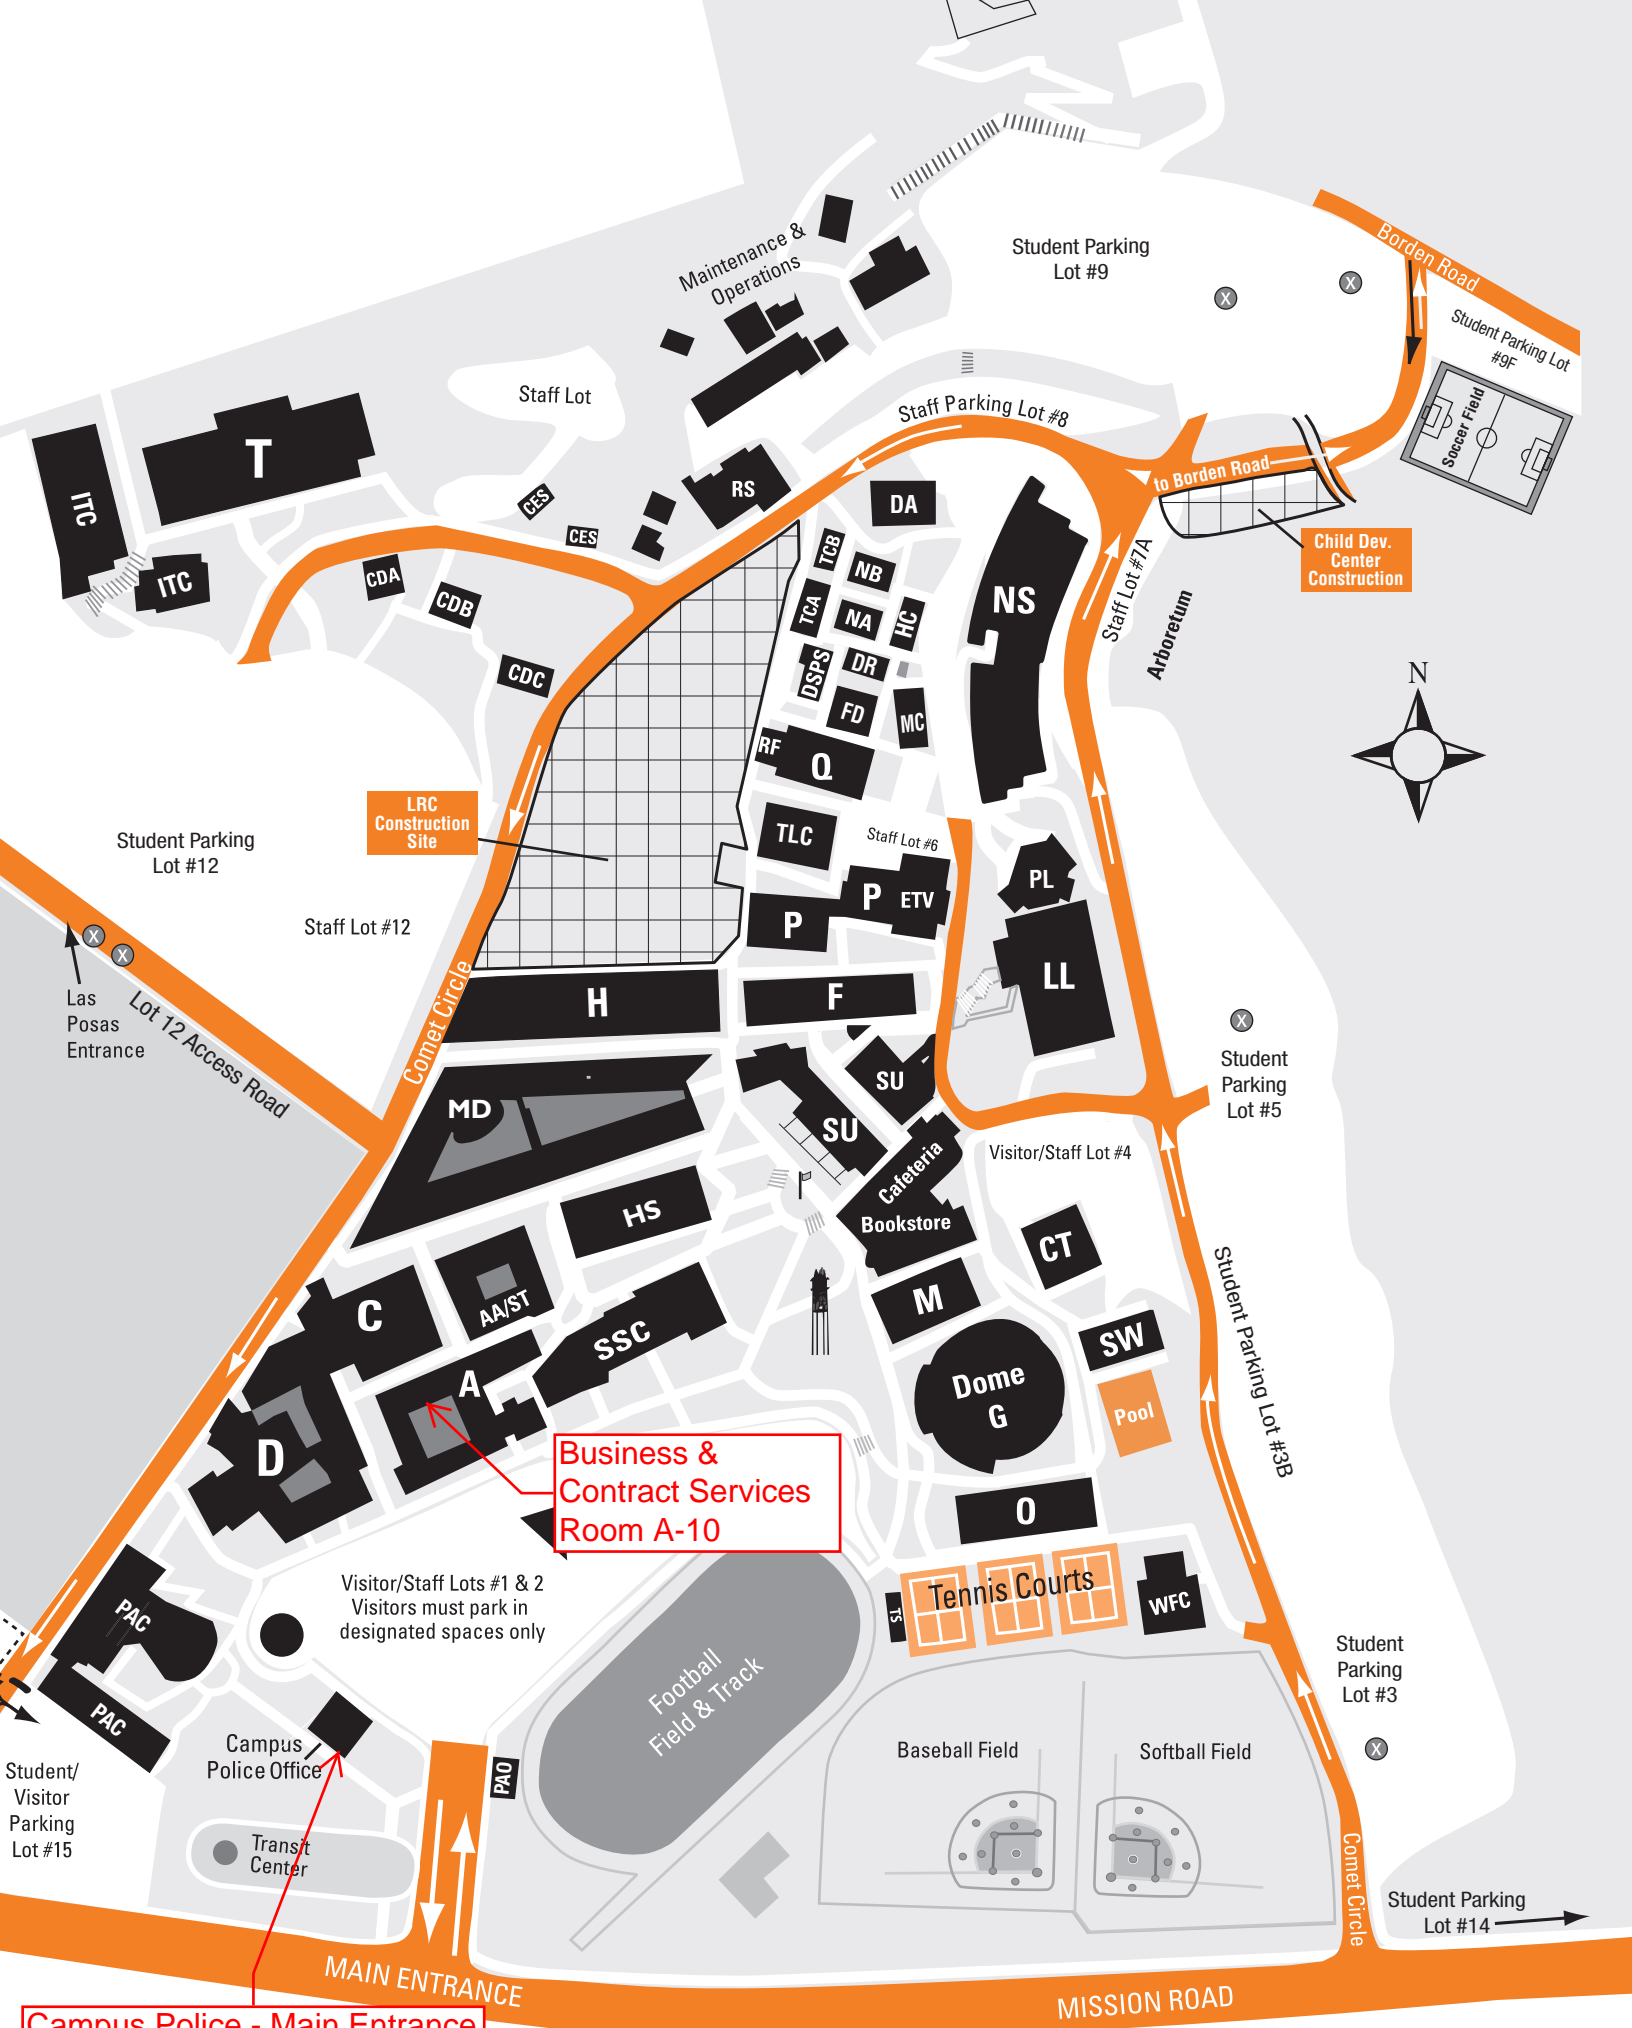 Maintenance &
Operations
Student Parking
Lot #9
X
X
Borden Road
Student Parking Lot
#9F
Soccer Field
Staff Lot
Staff Parking Lot #8
to Borden Road
Child Dev.
Center
Construction
T
ITC
ITC
CES
CES
RS
DA
CDA
CDB
CDC
TCB
NB
TCA
NA
HC
DSPS
DR
FD
MC
NS
Staff Lot #7A
Arboretum
N
RF
Q
LRC
Construction
Site
TLC
Staff Lot #6
Student Parking
Lot #12
Staff Lot #12
P
ETV
P
PL
LL
X
X
Las
Posas
Entrance
Lot 12 Access Road
Comet Circle
H
F
X
Student
Parking
Lot #5
MD
SU
SU
Cafeteria
Bookstore
Visitor/Staff Lot #4
HS
CT
AA/ST
C
SSC
M
SW
Student Parking Lot #3B
A
Dome
G
Pool
D
Business &
Contract Services
Room A-10
O
Visitor/Staff Lots #1 & 2
Visitors must park in
designated spaces only
Tennis Courts
TS
WFC
PAC
PAC
Football
Field & Track
Student
Parking
Lot #3
X
Campus
Police Office
PAO
Baseball Field
Softball Field
Student/
Visitor
Parking
Lot #15
Transit
Center
Comet Circle
Student Parking
Lot #14
MAIN ENTRANCE
MISSION ROAD
Campus Police - Main Entrance